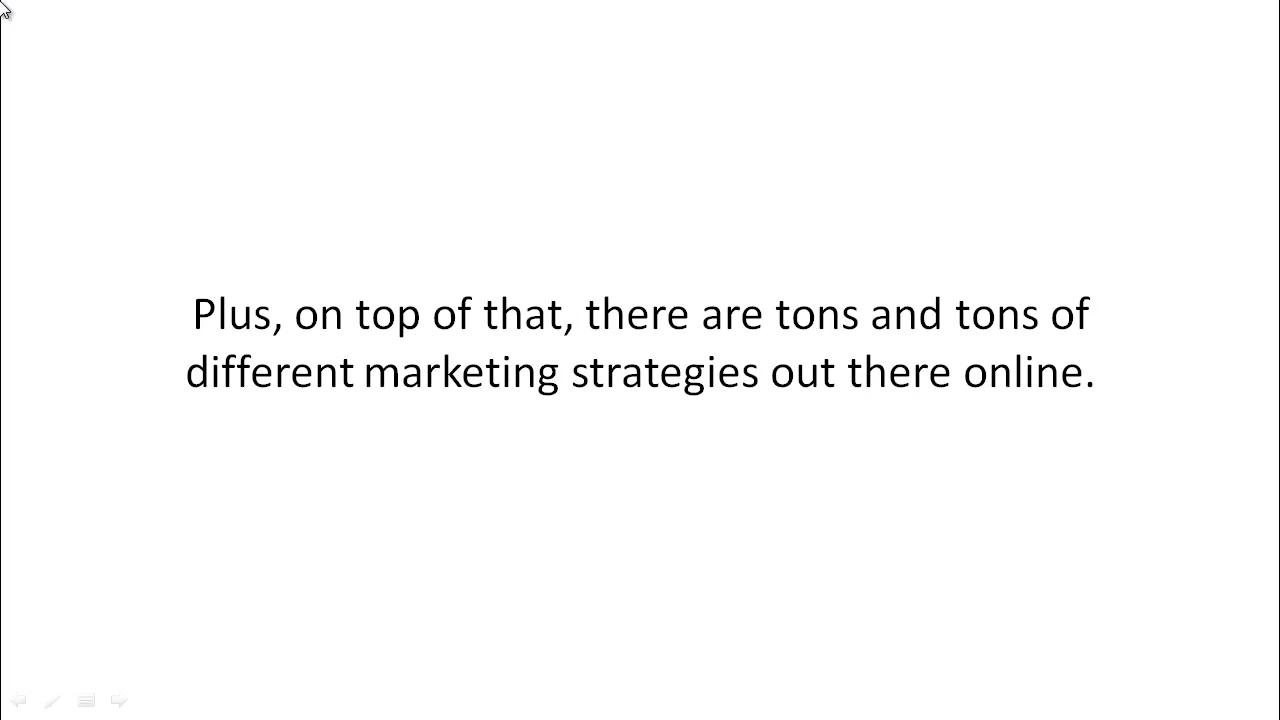 Plus, on top of that, there are tons and tons of
different marketing strategies out there online.